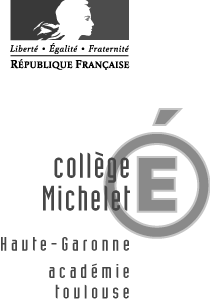 Liberté • Égalité • Fraternité
RÉPUBLIQUE FRANÇAISE
É
collège
Michelet
Haute-Garonne
académie
toulouse